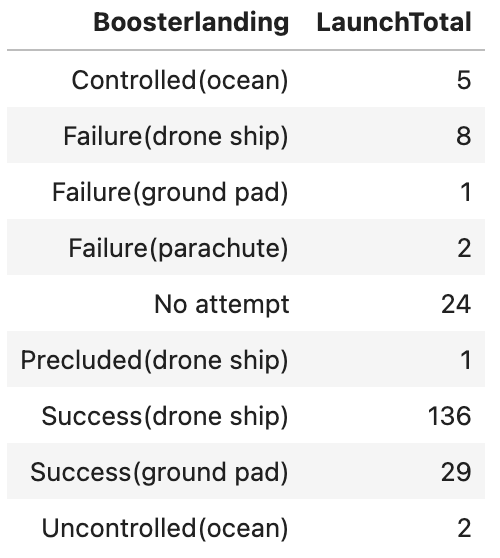 Boosterlanding LaunchTotal
Controlled(ocean) 5
Failure(drone ship) 8
Failure(ground pad) 1
Failure(parachute) 2
No attempt 24
Precluded(drone ship) 1
Success(drone ship) 136
Success(ground pad) 29
Uncontrolled(ocean) 2